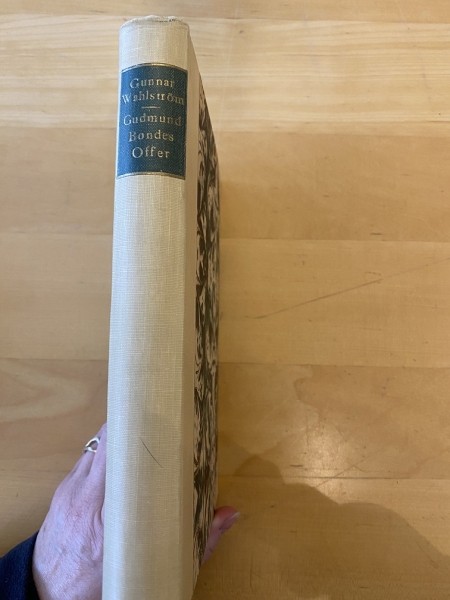 Gunnar
Wahlström
Gudmund
Bondes
Offer